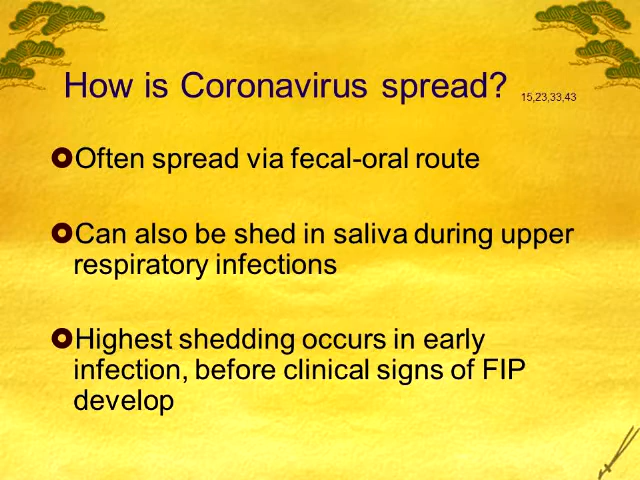 How is Coronavirus spread? 15,23,33,43
Often spread via fecal-oral route
Can also be shed in saliva during upper
respiratory infections
Highest shedding occurs in early
infection, before clinical signs of FIP
develop